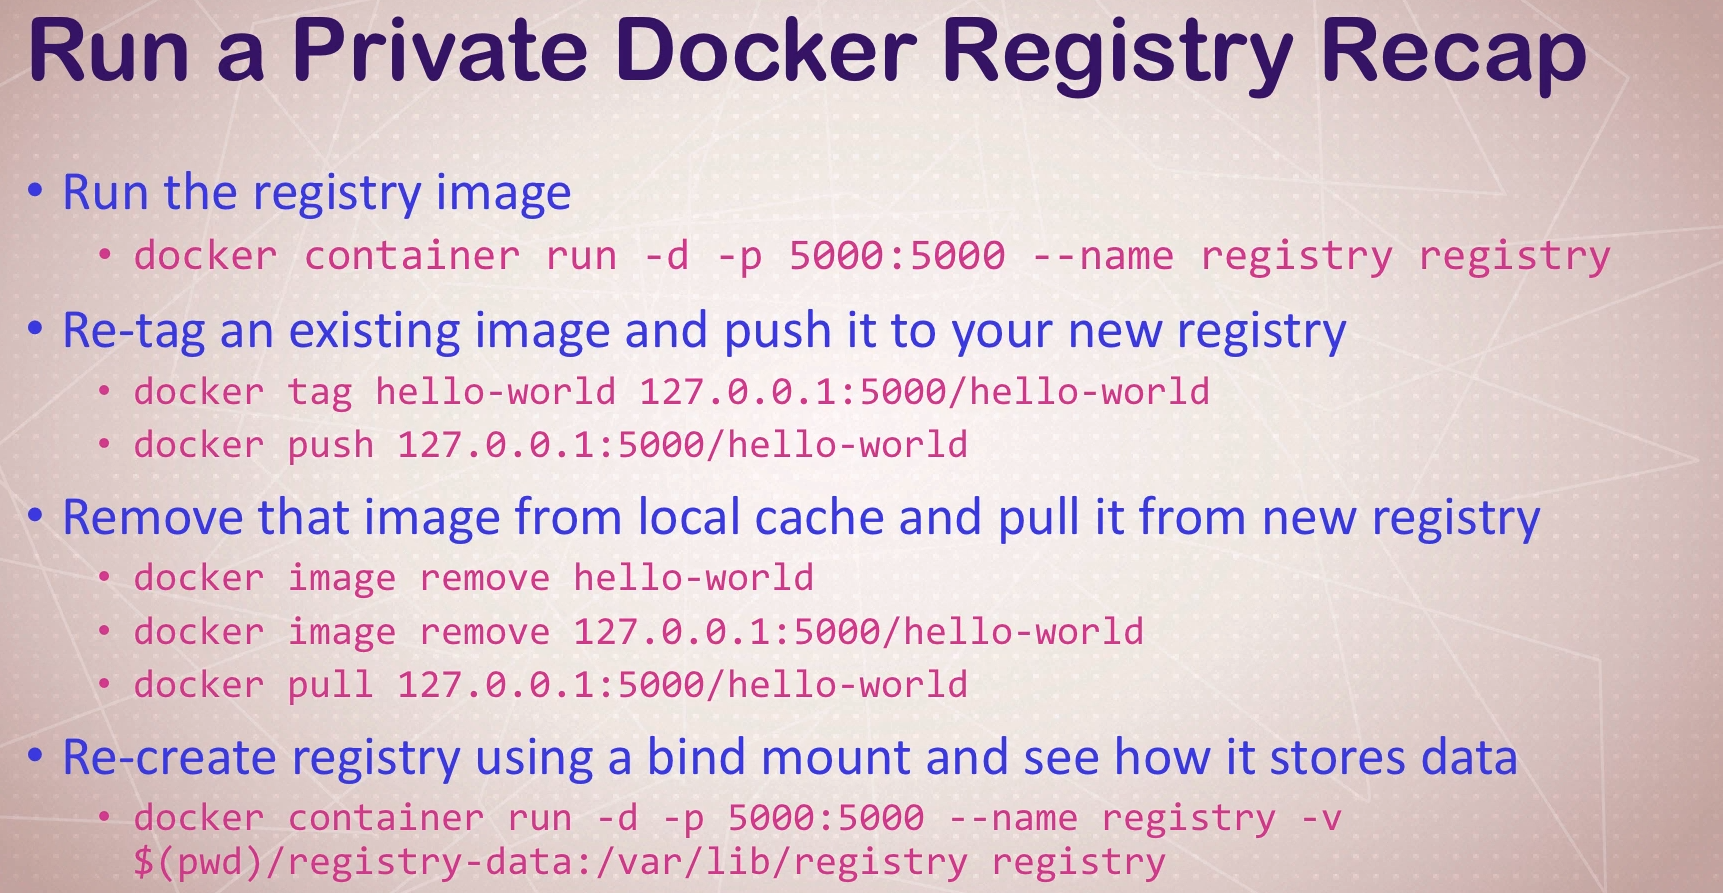 Run a Private Docker Registry Recap
• Run the registry image
• docker container run -d -p 5000:5000 --name registry registry
• Re-tag an existing image and push it to your new registry
• docker tag hello-world 127.0.0.1:5000/hello-world
• docker push 127.0.0.1:5000/hello-world
• Remove that image from local cache and pull it from new registry
• docker image remove hello-world
• docker image remove 127.0.0.1:5000/hello-world
• docker pull 127.0.0.1:5000/hello-world
• Re-create registry using a bind mount and see how it stores data
• docker container run -d -p 5000:5000 --name registry -v
$(pwd)/registry-data:/var/lib/registry registry